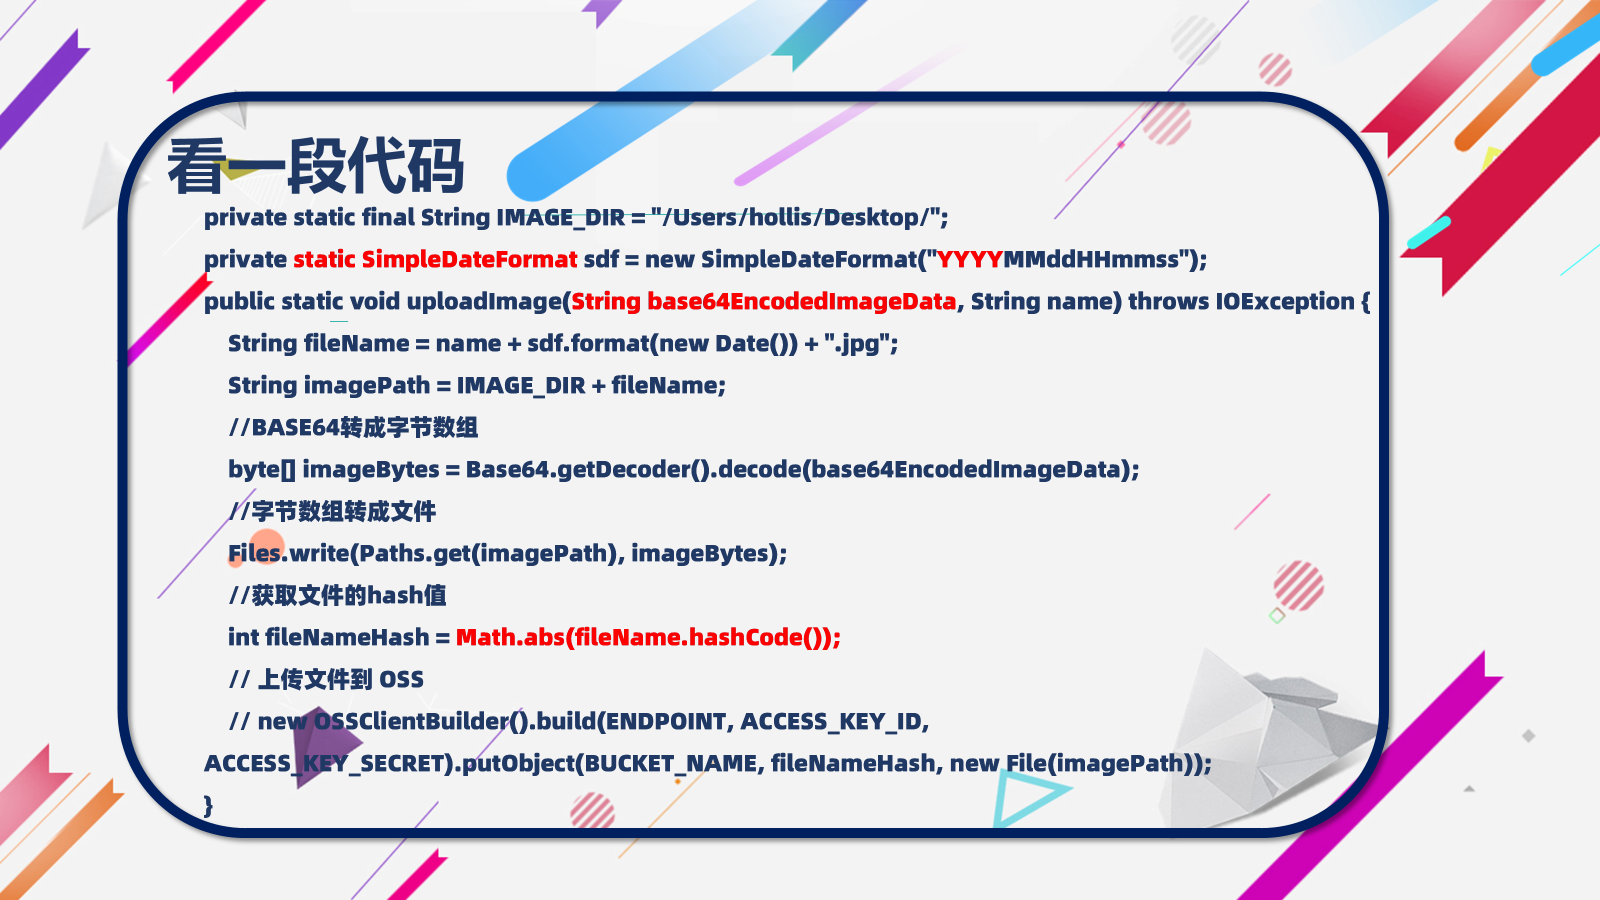 看一段代码
private static final String IMAGE_DIR = "/Users/hollis/Desktop/";
private static SimpleDateFormat sdf = new SimpleDateFormat("YYYYMMddHHmmss");
public static void uploadImage(String base64EncodedImageData, String name) throws IOException {
String fileName = name + sdf.format(new Date()) + ".jpg";
String imagePath = IMAGE_DIR + fileName;
//BASE64转成字节数组
byte[] imageBytes = Base64.getDecoder().decode(base64EncodedImageData);
//字节数组转成文件
Files.write(Paths.get(imagePath), imageBytes);
//获取文件的hash值
int fileNameHash = Math.abs(fileName.hashCode());
// 上传文件到 OSS
// new OSSClientBuilder().build(ENDPOINT, ACCESS_KEY_ID,
ACCESS_KEY_SECRET).putObject(BUCKET_NAME, fileNameHash, new File(imagePath));
}